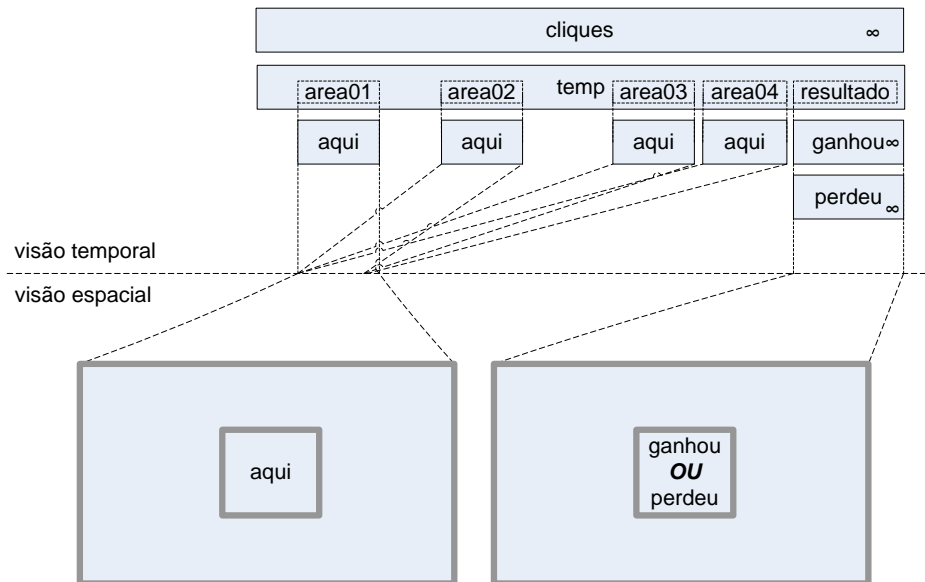 cliques ∞
area01 area02 temp area03 area04 resultado
aqui aqui aqui aqui ganhou ∞
perdeu ∞
visão temporal
visão espacial
aqui
ganhou
OU
perdeu